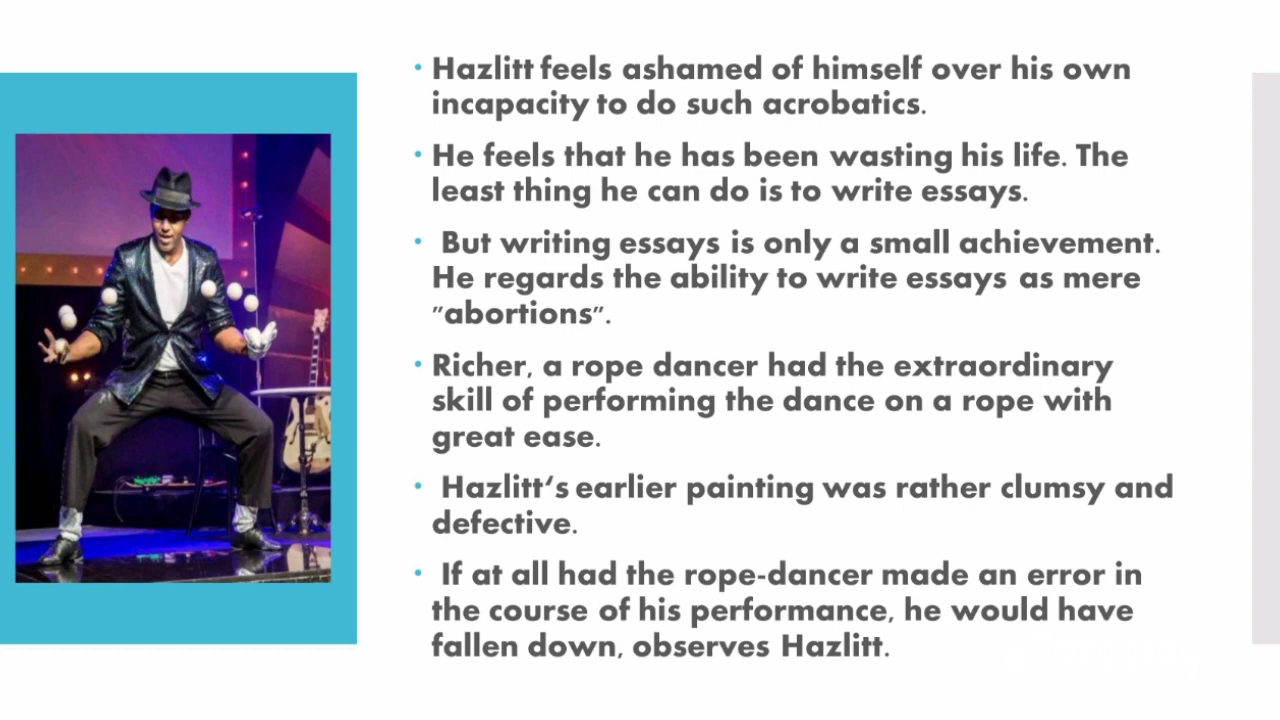 • Hazlitt feels ashamed of himself over his own
incapacity to do such acrobatics.
• He feels that he has been wasting his life. The
least thing he can do is to write essays.
• But writing essays is only a small achievement.
He regards the ability to write essays as mere
"abortions".
• Richer, a rope dancer had the extraordinary
skill of performing the dance on a rope with
great ease.
• Hazlitt‘s earlier painting was rather clumsy and
defective.
• If at all had the rope-dancer made an error in
the course of his performance, he would have
fallen down, observes Hazlitt.